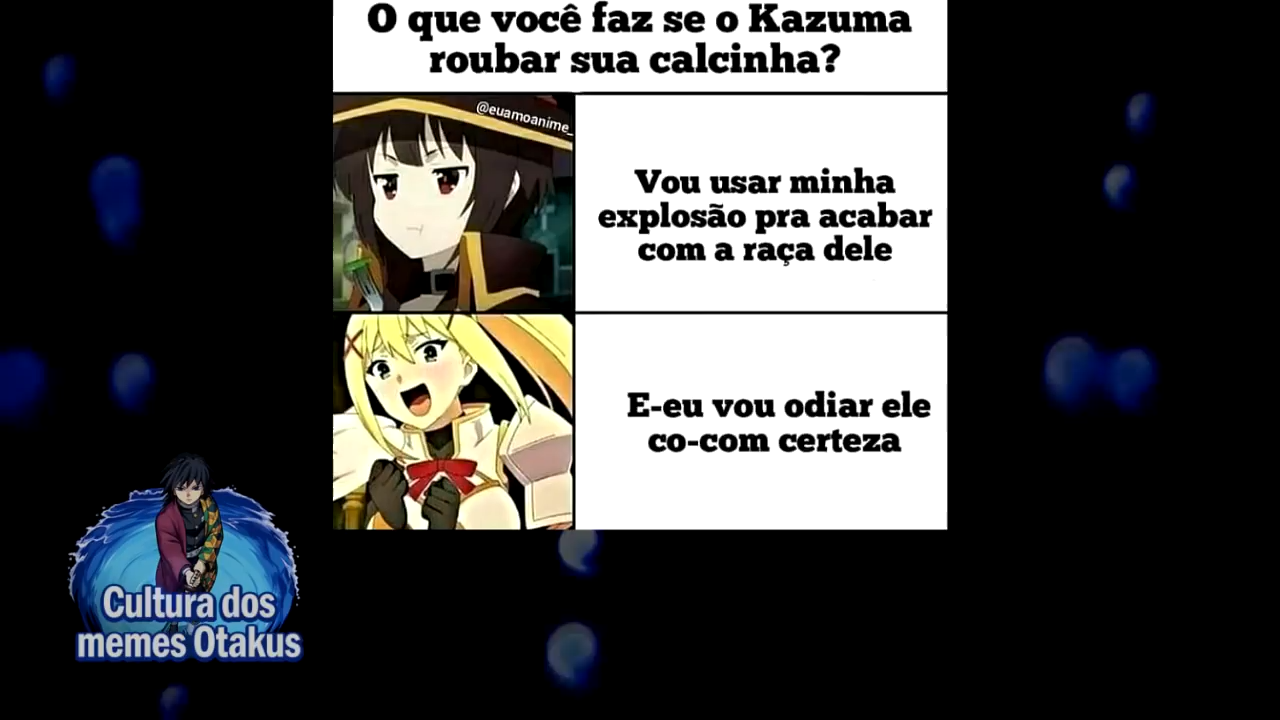 O que você faz se o Kazuma
roubar sua calcinha?
@euamoanime_
Vou usar minha
explosão pra acabar
com a raça dele
E-eu vou odiar ele
co-com certeza
Cultura dos
memes Otakus